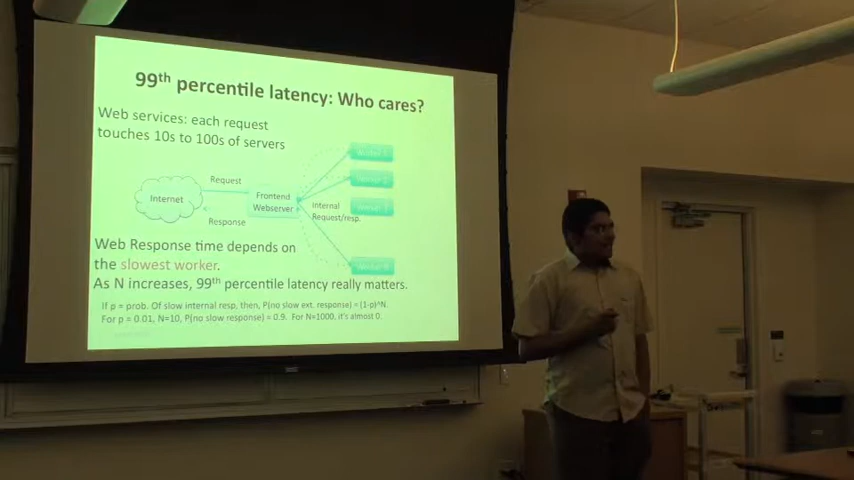 99th percentile latency: Who cares?
Web services: each request
touches 10s to 100s of servers
Internet
Request
Response
Frontend
Webserver
Internal
Request/resp.
Web Response time depends on
the slowest worker.
As N increases, 99th percentile latency really matters.
If p = prob. Of slow internal resp, then, P(no slow ext. response) = (1-p)^N.
For p = 0.01, N=10, P(no slow response) = 0.9. For N=1000, it's almost 0.